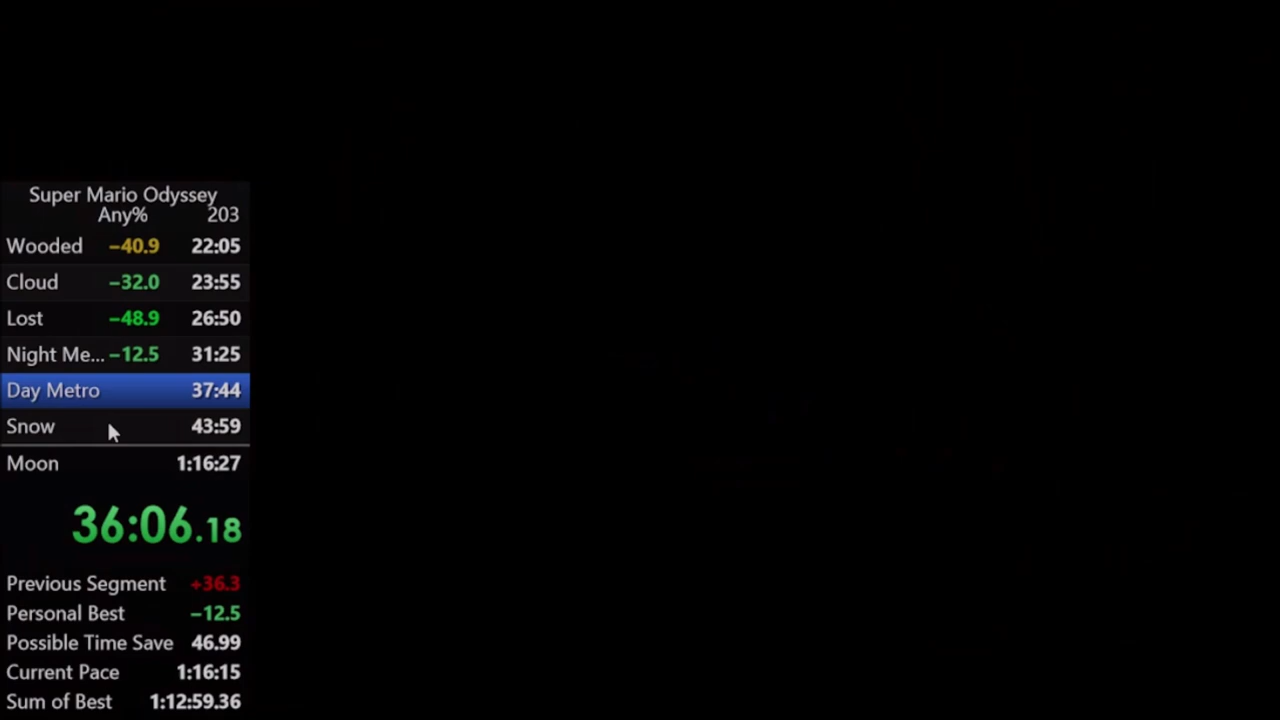 Super Mario Odyssey
Any% 203
Wooded −40.9 22:05
Cloud −32.0 23:55
Lost −48.9 26:50
Night Me... −12.5 31:25
Day Metro 37:44
Snow 43:59
Moon 1:16:27
36:06.18
Previous Segment +36.3
Personal Best −12.5
Possible Time Save 46.99
Current Pace 1:16:15
Sum of Best 1:12:59.36